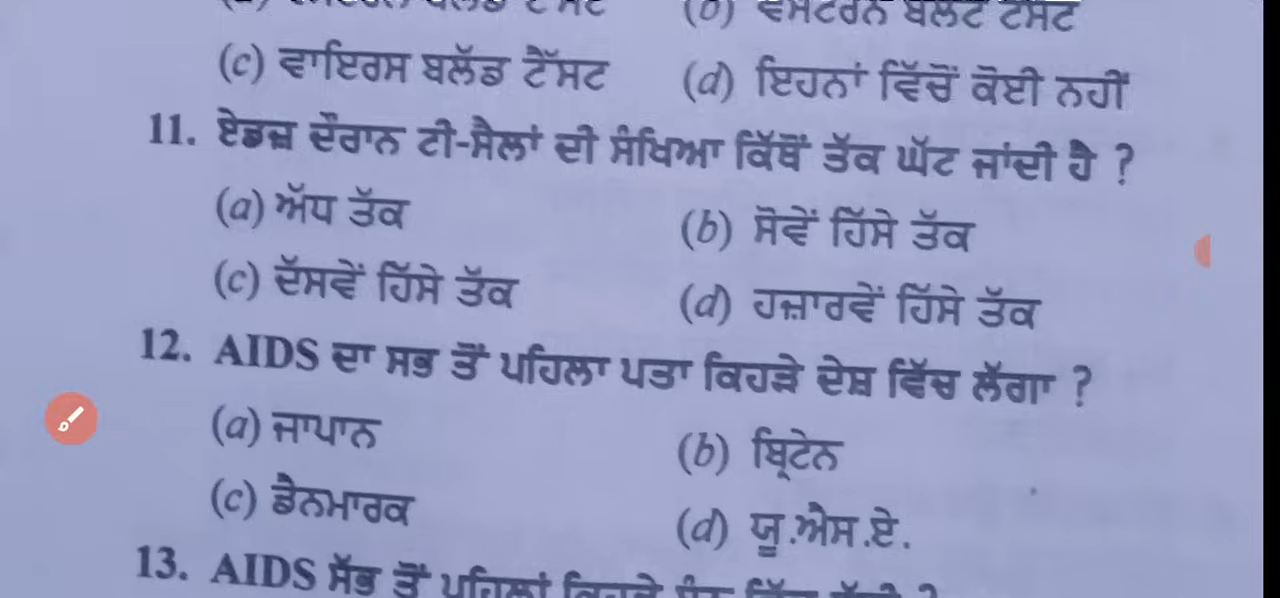 (c) ਵਾਇਰਸ ਬਲੱਡ ਟੈੱਸਟ (d) ਇਹਨਾਂ ਵਿੱਚੋਂ ਕੋਈ ਨਹੀਂ
11. ਏਡਜ਼ ਦੌਰਾਨ ਟੀ-ਸੈਲਾਂ ਦੀ ਸੰਖਿਆ ਕਿੱਥੋਂ ਤੱਕ ਘੱਟ ਜਾਂਦੀ ਹੈ ?
(a) ਅੱਧ ਤੱਕ (b) ਸੋਵੇਂ ਹਿੱਸੇ ਤੱਕ
(c) ਦੱਸਵੇਂ ਹਿੱਸੇ ਤੱਕ (d) ਹਜ਼ਾਰਵੇਂ ਹਿੱਸੇ ਤੱਕ
12. AIDS ਦਾ ਸਭ ਤੋਂ ਪਹਿਲਾ ਪਤਾ ਕਿਹੜੇ ਦੇਸ਼ ਵਿੱਚ ਲੱਗਾ ?
(a) ਜਾਪਾਨ (b) ਬ੍ਰਿਟੇਨ
(c) ਡੈਨਮਾਰਕ (d) ਯੂ.ਐਸ.ਏ.
13. AIDS ਸੱਭ ਤੋਂ ਪਹਿਲਾਂ